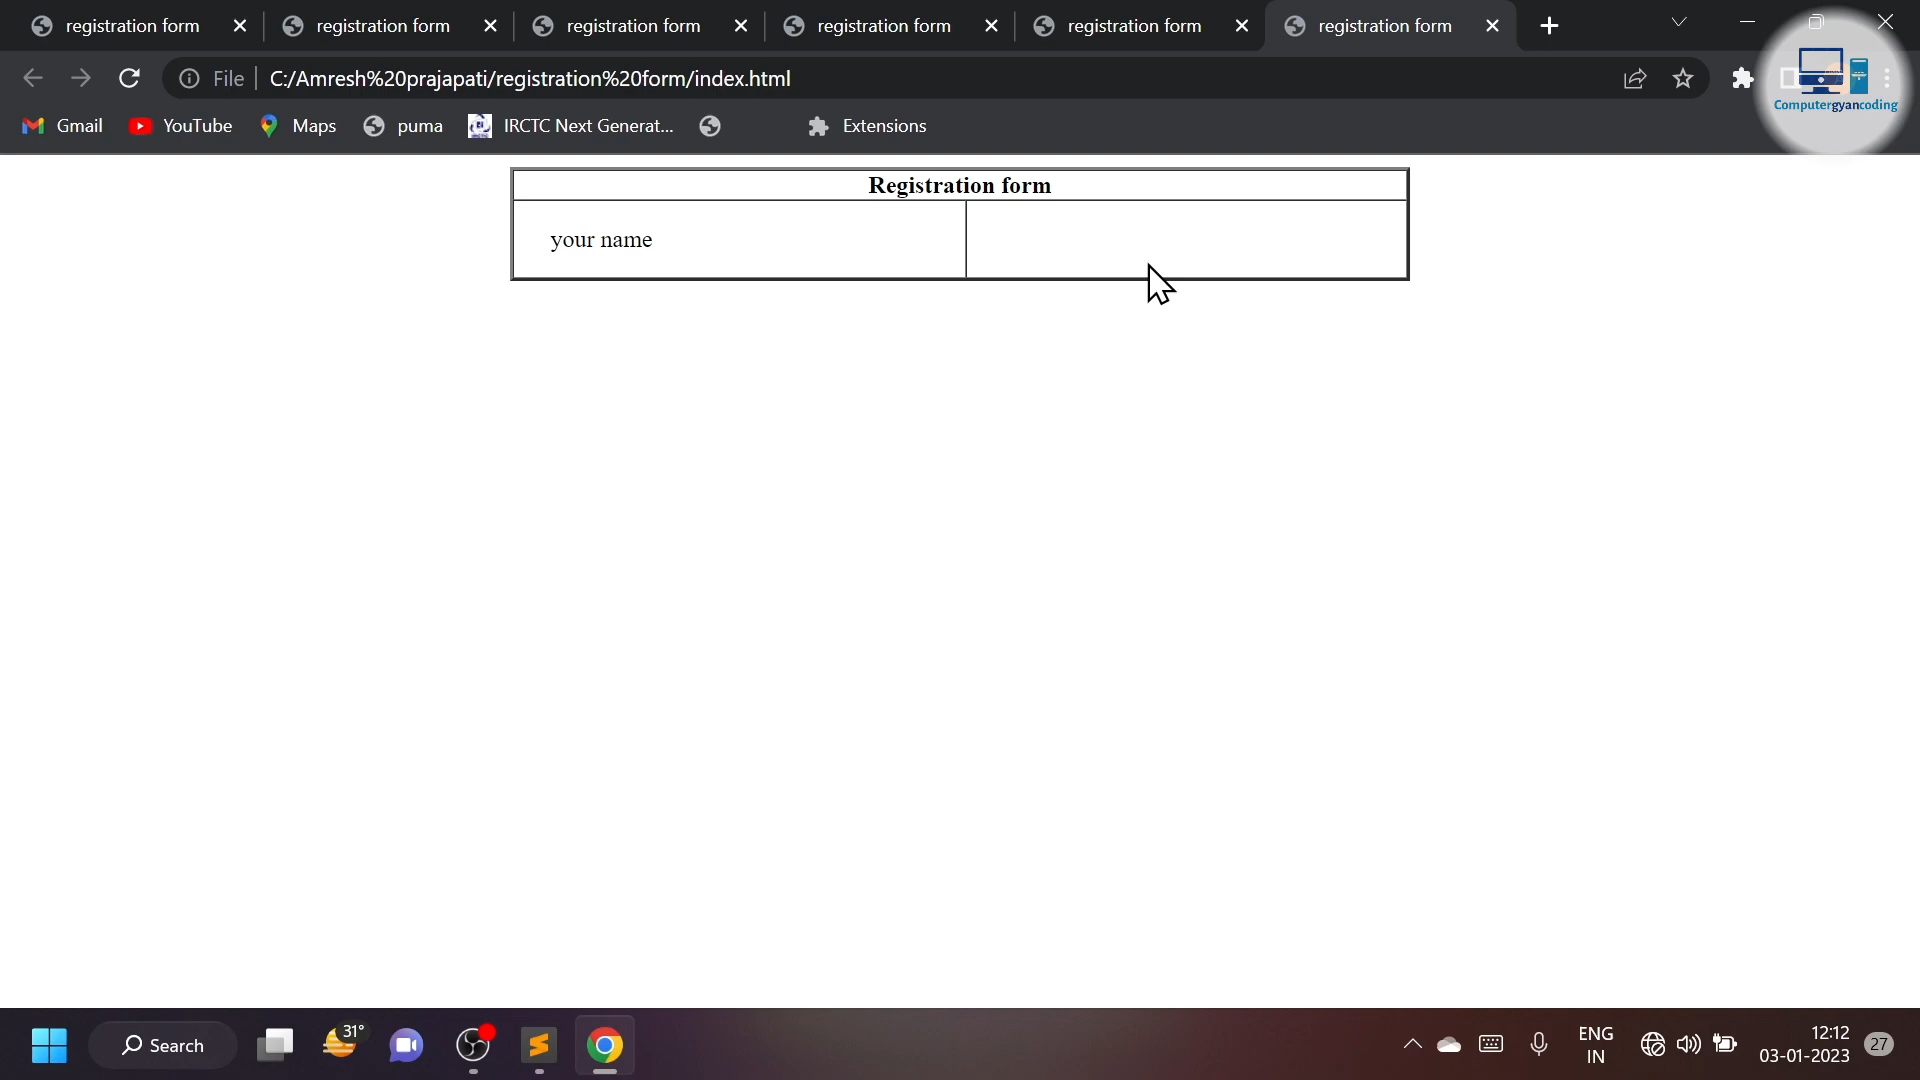 registration form registration form registration form registration form registration form registration form
File C:/Amresh%20prajapati/registration%20form/index.html
Computergyancoding
Gmail YouTube Maps puma IRCTC Next Generat... Extensions
Registration form
your name
Search 31° ENG IN 12:12 03-01-2023 27